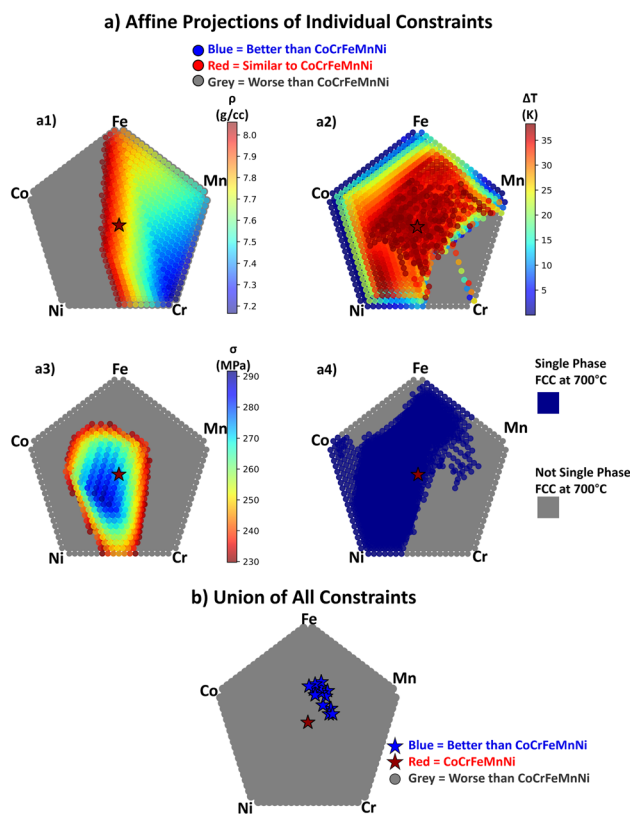 a) Affine Projections of Individual Constraints
Blue = Better than CoCrFeMnNi
Red = Similar to CoCrFeMnNi
Grey = Worse than CoCrFeMnNi
a1)
Fe
Co
Mn
Ni
Cr
ρ
(g/cc)
8.0
7.9
7.8
7.7
7.6
7.5
7.4
7.3
7.2
a2)
Fe
Co
Mn
Ni
Cr
ΔT
(K)
35
30
25
20
15
10
5
a3)
Fe
Co
Mn
Ni
Cr
σ
(MPa)
290
280
270
260
250
240
230
a4)
Fe
Co
Mn
Ni
Cr
Single Phase
FCC at 700°C
Not Single Phase
FCC at 700°C
b) Union of All Constraints
Fe
Co
Mn
Ni
Cr
Blue = Better than CoCrFeMnNi
Red = CoCrFeMnNi
Grey = Worse than CoCrFeMnNi